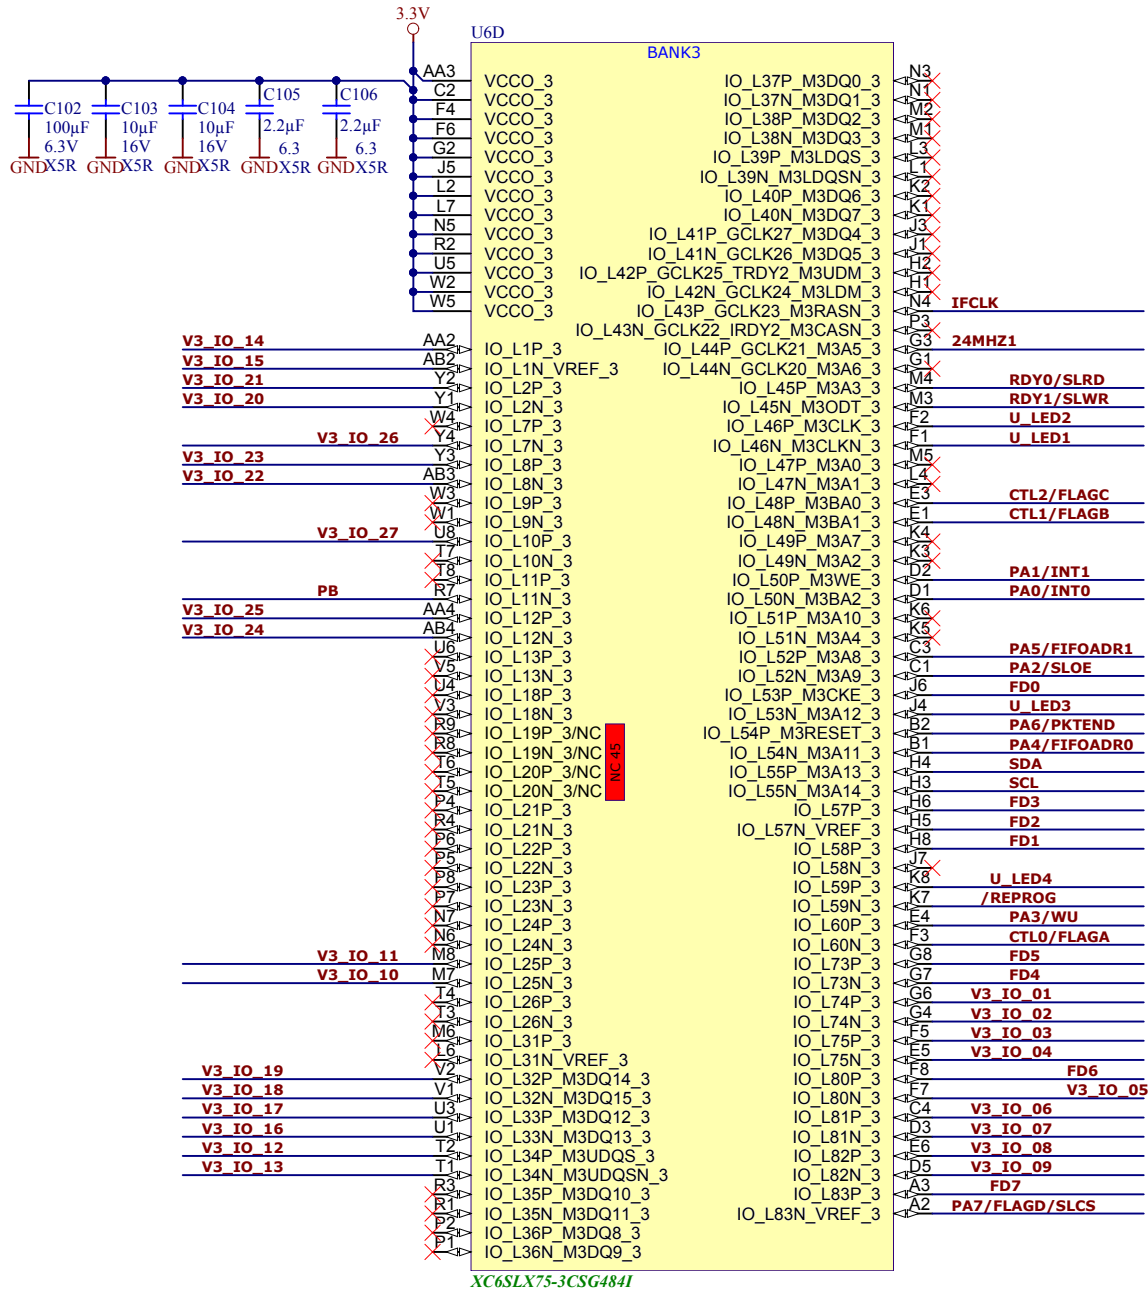 3.3V
U6D
BANK3
C102
100µF
6.3V
X5R
GND
C103
10µF
16V
X5R
GND
C104
10µF
16V
X5R
GND
C105
2.2µF
6.3
X5R
GND
C106
2.2µF
6.3
X5R
GND
AA3 VCCO_3
C2 VCCO_3
F4 VCCO_3
F6 VCCO_3
G2 VCCO_3
J5 VCCO_3
L2 VCCO_3
L7 VCCO_3
N5 VCCO_3
R2 VCCO_3
U5 VCCO_3
W2 VCCO_3
W5 VCCO_3
V3_IO_14 AA2 IO_L1P_3
V3_IO_15 AB2 IO_L1N_VREF_3
V3_IO_21 Y2 IO_L2P_3
V3_IO_20 Y1 IO_L2N_3
W4 IO_L7P_3
V3_IO_26 Y4 IO_L7N_3
V3_IO_23 Y3 IO_L8P_3
V3_IO_22 AB3 IO_L8N_3
W3 IO_L9P_3
W1 IO_L9N_3
V3_IO_27 U8 IO_L10P_3
T7 IO_L10N_3
T8 IO_L11P_3
PB R7 IO_L11N_3
V3_IO_25 AA4 IO_L12P_3
V3_IO_24 AB4 IO_L12N_3
U6 IO_L13P_3
V5 IO_L13N_3
U4 IO_L18P_3
V3 IO_L18N_3
R9 IO_L19P_3/NC
R8 IO_L19N_3/NC
T6 IO_L20P_3/NC
T5 IO_L20N_3/NC
NC 45
P4 IO_L21P_3
R4 IO_L21N_3
P6 IO_L22P_3
P5 IO_L22N_3
P8 IO_L23P_3
P7 IO_L23N_3
N7 IO_L24P_3
N6 IO_L24N_3
V3_IO_11 M8 IO_L25P_3
V3_IO_10 M7 IO_L25N_3
T4 IO_L26P_3
T3 IO_L26N_3
M6 IO_L31P_3
L6 IO_L31N_VREF_3
V3_IO_19 V2 IO_L32P_M3DQ14_3
V3_IO_18 V1 IO_L32N_M3DQ15_3
V3_IO_17 U3 IO_L33P_M3DQ12_3
V3_IO_16 U1 IO_L33N_M3DQ13_3
V3_IO_12 T2 IO_L34P_M3UDQS_3
V3_IO_13 T1 IO_L34N_M3UDQSN_3
R3 IO_L35P_M3DQ10_3
R1 IO_L35N_M3DQ11_3
P2 IO_L36P_M3DQ8_3
P1 IO_L36N_M3DQ9_3
IO_L37P_M3DQ0_3 N3
IO_L37N_M3DQ1_3 N1
IO_L38P_M3DQ2_3 M2
IO_L38N_M3DQ3_3 M1
IO_L39P_M3LDQS_3 L3
IO_L39N_M3LDQSN_3 L1
IO_L40P_M3DQ6_3 K2
IO_L40N_M3DQ7_3 K1
IO_L41P_GCLK27_M3DQ4_3 J3
IO_L41N_GCLK26_M3DQ5_3 J1
IO_L42P_GCLK25_TRDY2_M3UDM_3 H2
IO_L42N_GCLK24_M3LDM_3 H1
IO_L43P_GCLK23_M3RASN_3 N4 IFCLK
IO_L43N_GCLK22_IRDY2_M3CASN_3 P3
IO_L44P_GCLK21_M3A5_3 G3 24MHZ1
IO_L44N_GCLK20_M3A6_3 G1
IO_L45P_M3A3_3 M4 RDY0/SLRD
IO_L45N_M3ODT_3 M3 RDY1/SLWR
IO_L46P_M3CLK_3 F2 U_LED2
IO_L46N_M3CLKN_3 F1 U_LED1
IO_L47P_M3A0_3 M5
IO_L47N_M3A1_3 L4
IO_L48P_M3BA0_3 E3 CTL2/FLAGC
IO_L48N_M3BA1_3 E1 CTL1/FLAGB
IO_L49P_M3A7_3 K4
IO_L49N_M3A2_3 K3
IO_L50P_M3WE_3 D2 PA1/INT1
IO_L50N_M3BA2_3 D1 PA0/INT0
IO_L51P_M3A10_3 K6
IO_L51N_M3A4_3 K5
IO_L52P_M3A8_3 C3 PA5/FIFOADR1
IO_L52N_M3A9_3 C1 PA2/SLOE
IO_L53P_M3CKE_3 J6 FD0
IO_L53N_M3A12_3 J4 U_LED3
IO_L54P_M3RESET_3 B2 PA6/PKTEND
IO_L54N_M3A11_3 B1 PA4/FIFOADR0
IO_L55P_M3A13_3 H4 SDA
IO_L55N_M3A14_3 H3 SCL
IO_L57P_3 H6 FD3
IO_L57N_VREF_3 H5 FD2
IO_L58P_3 H8 FD1
IO_L58N_3 J7
IO_L59P_3 K8 U_LED4
IO_L59N_3 K7 /REPROG
IO_L60P_3 E4 PA3/WU
IO_L60N_3 F3 CTL0/FLAGA
IO_L73P_3 G8 FD5
IO_L73N_3 G7 FD4
IO_L74P_3 G6 V3_IO_01
IO_L74N_3 G4 V3_IO_02
IO_L75P_3 F5 V3_IO_03
IO_L75N_3 E5 V3_IO_04
IO_L80P_3 F8 FD6
IO_L80N_3 F7 V3_IO_05
IO_L81P_3 C4 V3_IO_06
IO_L81N_3 D3 V3_IO_07
IO_L82P_3 E6 V3_IO_08
IO_L82N_3 D5 V3_IO_09
IO_L83P_3 A3 FD7
IO_L83N_VREF_3 A2 PA7/FLAGD/SLCS
XC6SLX75-3CSG484I